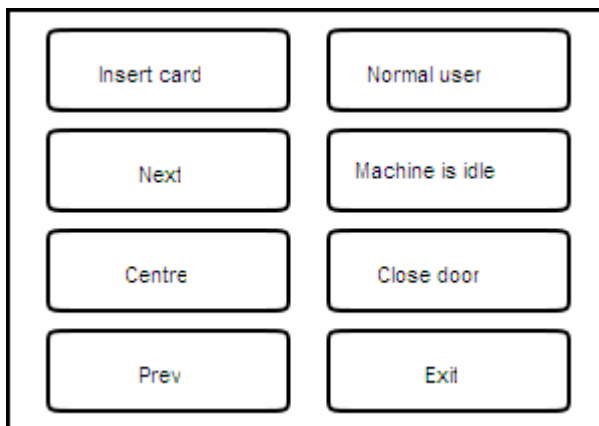 Insert card
Normal user
Next
Machine is idle
Centre
Close door
Prev
Exit